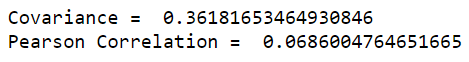 Covariance =  0.36181653464930846
Pearson Correlation =  0.0686004764651665